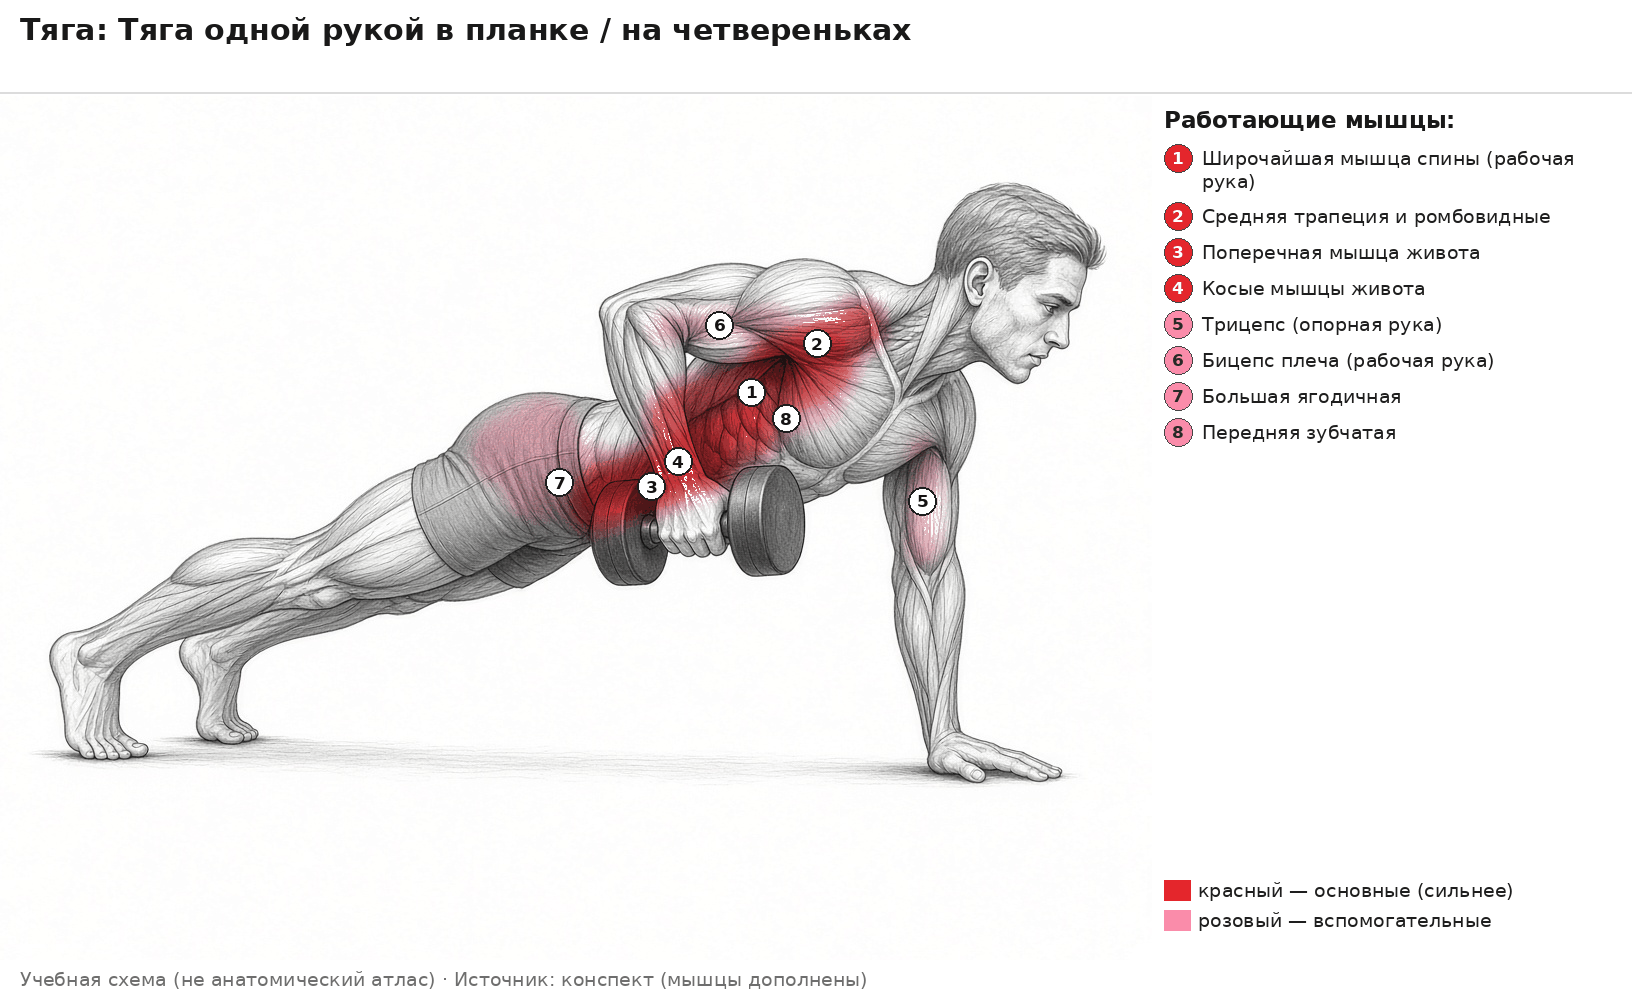 Тяга: Тяга одной рукой в планке / на четвереньках
Работающие мышцы:
1 Широчайшая мышца спины (рабочая
рука)
2 Средняя трапеция и ромбовидные
3 Поперечная мышца живота
4 Косые мышцы живота
5 Трицепс (опорная рука)
6 Бицепс плеча (рабочая рука)
7 Большая ягодичная
8 Передняя зубчатая
6
2
1
8
4
3
7
5
красный — основные (сильнее)
розовый — вспомогательные
Учебная схема (не анатомический атлас) · Источник: конспект (мышцы дополнены)